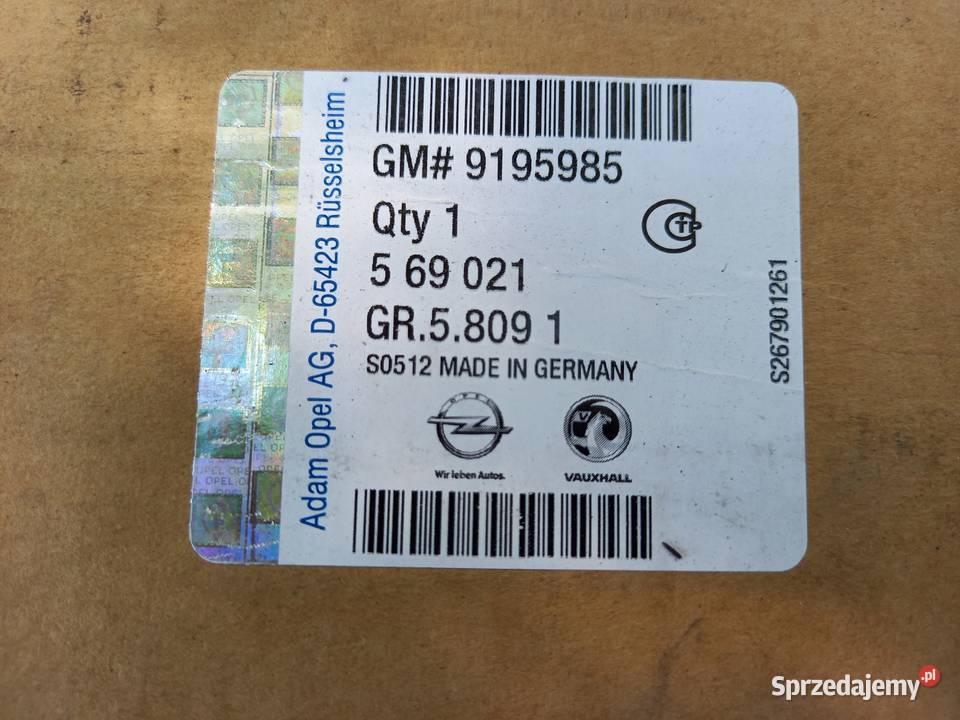 Adam Opel AG, D-65423 Rüsselsheim
GM# 9195985
Qty 1
5 69 021
GR.5.809 1
S0512 MADE IN GERMANY
OPEL
Wir leben Autos.
VAUXHALL
S267901261
Sprzedajemy.pl